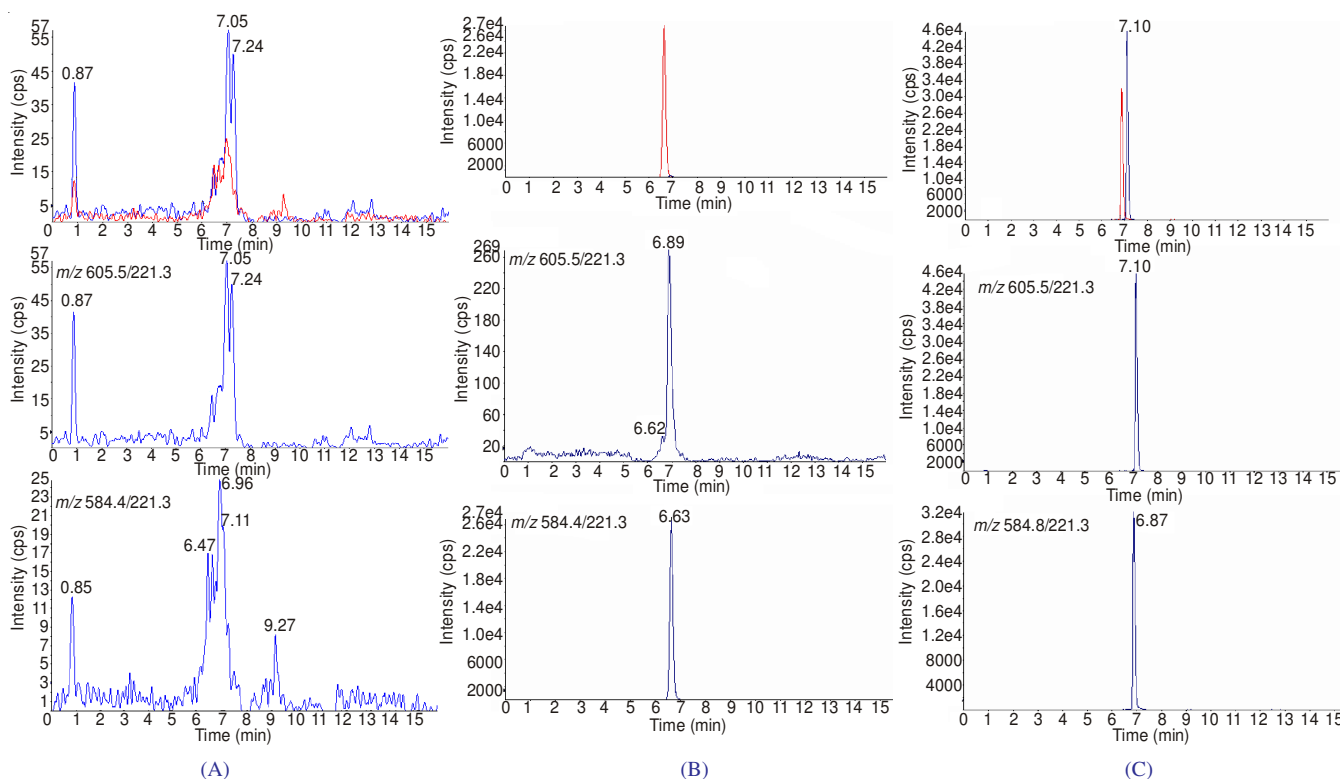 57
55
45
35
25
15
5
Intensity (cps)
0.87
7.05
7.24
0 1 2 3 4 5 6 7 8 9 10 11 12 13 14 15
Time (min)
2.7e4
2.6e4
2.2e4
1.8e4
1.4e4
1.0e4
6000
2000
Intensity (cps)
0 1 2 3 4 5 6 7 8 9 10 11 12 13 14 15
Time (min)
4.6e4
4.2e4
3.8e4
3.4e4
3.0e4
2.6e4
2.2e4
1.8e4
1.4e4
1.0e4
6000
2000
Intensity (cps)
7.10
0 1 2 3 4 5 6 7 8 9 10 11 12 13 14 15
Time (min)
57
55
45
35
25
15
5
Intensity (cps)
m/z 605.5/221.3
0.87
7.05
7.24
0 1 2 3 4 5 6 7 8 9 10 11 12 13 14 15
Time (min)
269
260
220
180
140
100
60
20
Intensity (cps)
m/z 605.5/221.3
6.89
6.62
0 1 2 3 4 5 6 7 8 9 10 11 12 13 14 15
Time (min)
4.6e4
4.2e4
3.8e4
3.4e4
3.0e4
2.6e4
2.2e4
1.8e4
1.4e4
1.0e4
6000
2000
Intensity (cps)
m/z 605.5/221.3
7.10
0 1 2 3 4 5 6 7 8 9 10 11 12 13 14 15
Time (min)
25
23
21
19
17
15
13
11
9
7
5
3
1
Intensity (cps)
m/z 584.4/221.3
0.85
6.47
6.96
7.11
9.27
0 1 2 3 4 5 6 7 8 9 10 11 12 13 14 15
Time (min)
2.7e4
2.6e4
2.2e4
1.8e4
1.4e4
1.0e4
6000
2000
Intensity (cps)
m/z 584.4/221.3
6.63
0 1 2 3 4 5 6 7 8 9 10 11 12 13 14 15
Time (min)
3.2e4
2.8e4
2.4e4
2.0e4
1.6e4
1.2e4
8000
4000
Intensity (cps)
m/z 584.8/221.3
6.87
0 1 2 3 4 5 6 7 8 9 10 11 12 13 14 15
Time (min)
(A) (B) (C)